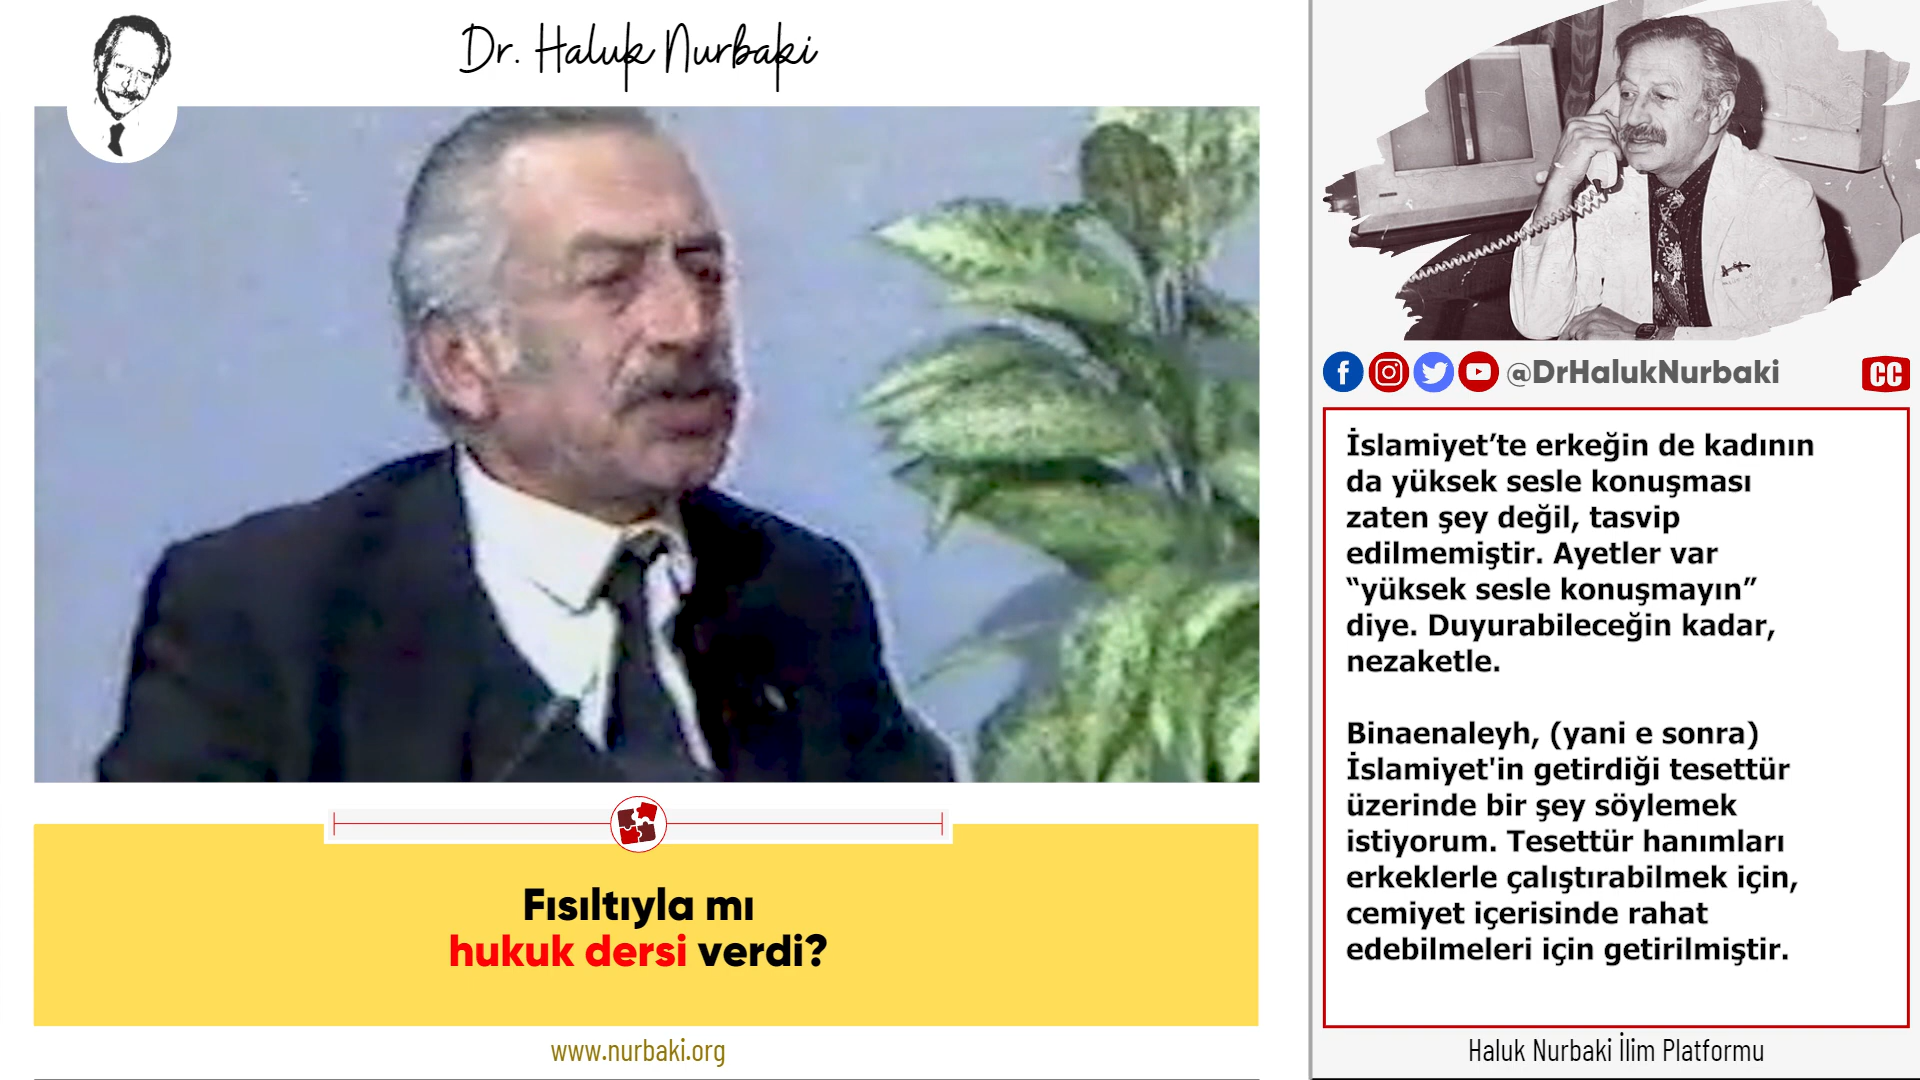 Dr. Haluk Nurbaki
Fısıltıyla mı
hukuk dersi verdi?
www.nurbaki.org
@DrHalukNurbaki
CC
İslamiyet’te erkeğin de kadının
da yüksek sesle konuşması
zaten şey değil, tasvip
edilmemiştir. Ayetler var
“yüksek sesle konuşmayın”
diye. Duyurabileceğin kadar,
nezaketle.
Binaenaleyh, (yani e sonra)
İslamiyet'in getirdiği tesettür
üzerinde bir şey söylemek
istiyorum. Tesettür hanımları
erkeklerle çalıştırabilmek için,
cemiyet içerisinde rahat
edebilmeleri için getirilmiştir.
Haluk Nurbaki İlim Platformu